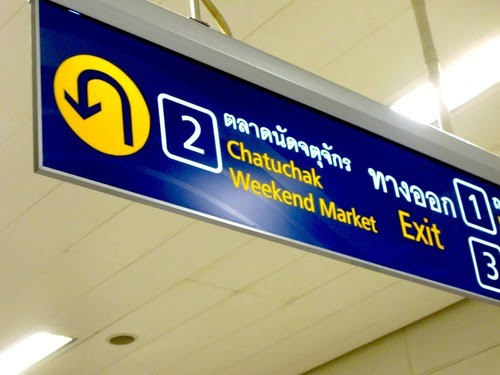 2
ตลาดนัดจตุจักร
Chatuchak
Weekend Market
ทางออก
Exit
1
3